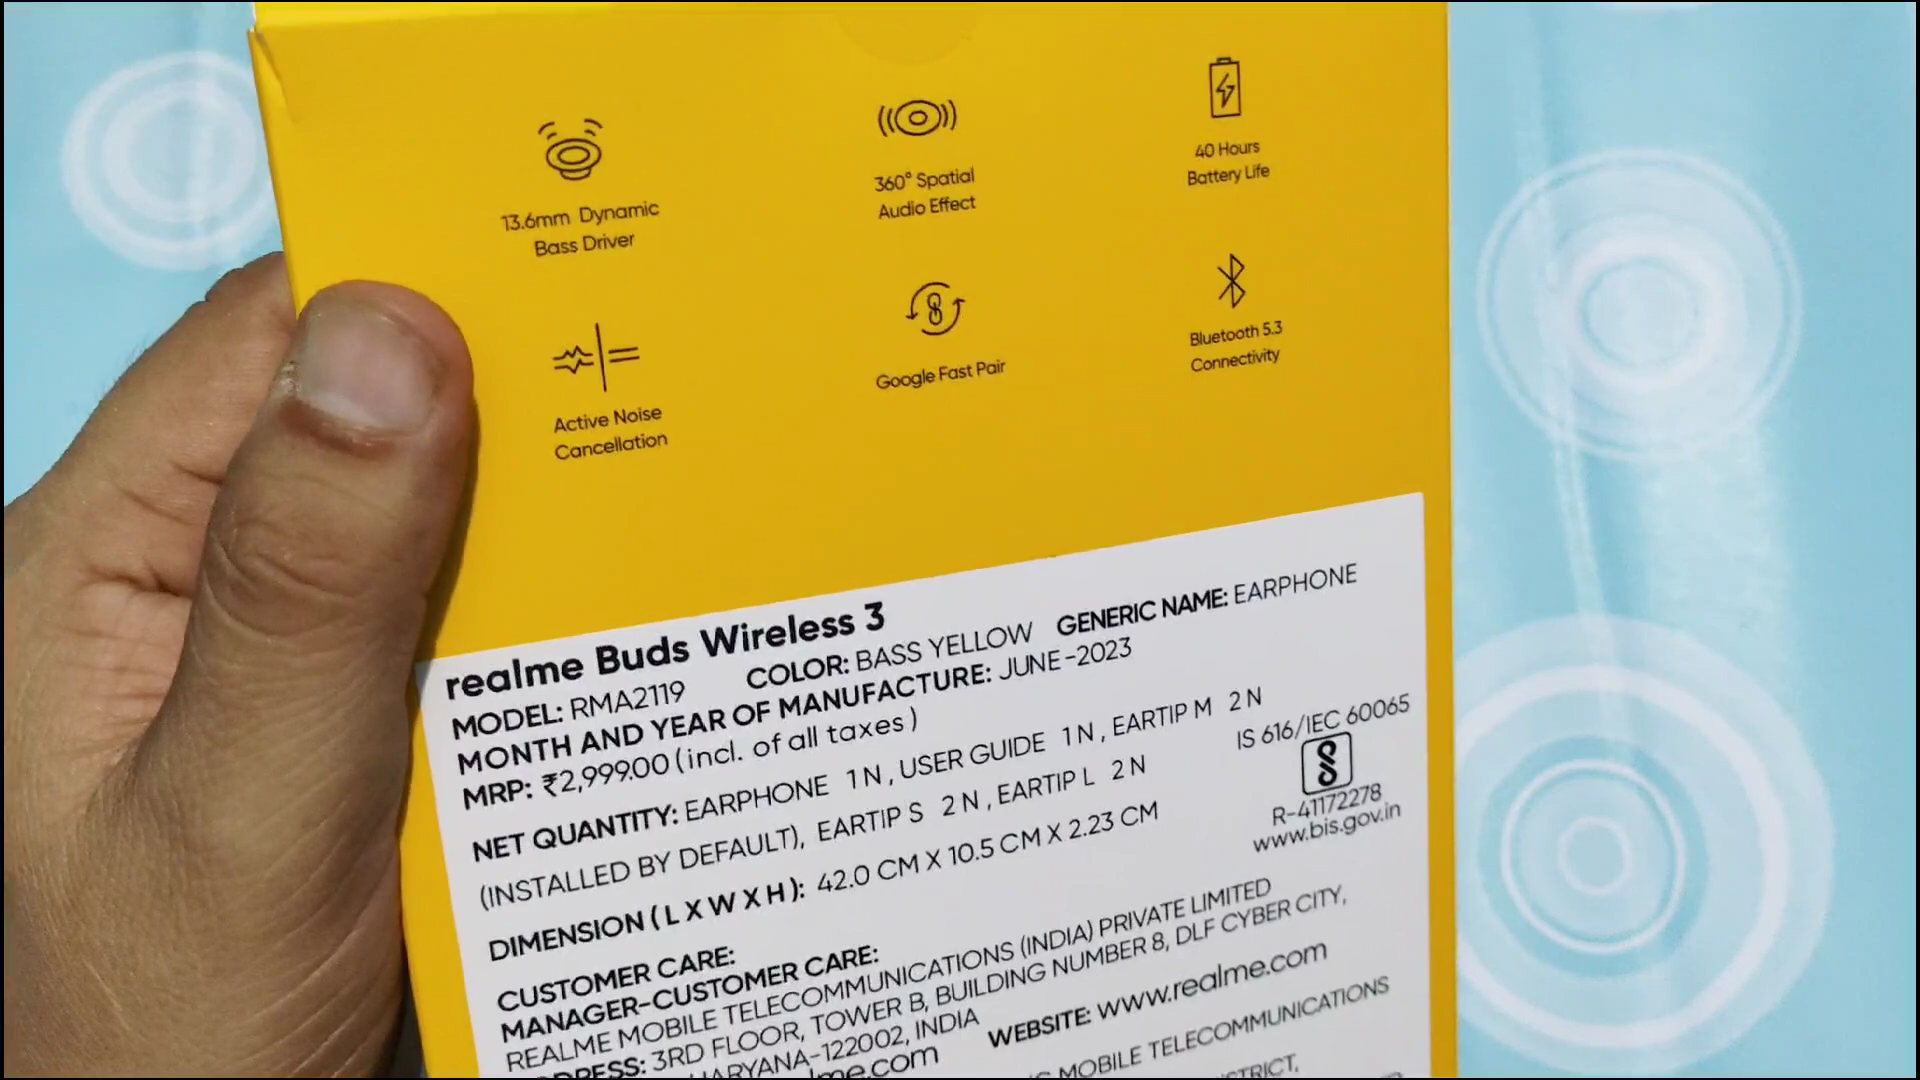 13.6mm Dynamic
Bass Driver
360° Spatial
Audio Effect
40 Hours
Battery Life
Active Noise
Cancellation
Google Fast Pair
Bluetooth 5.3
Connectivity
realme Buds Wireless 3
MODEL: RMA2119 COLOR: BASS YELLOW GENERIC NAME: EARPHONE
MONTH AND YEAR OF MANUFACTURE: JUNE-2023
MRP: ₹2,999.00 (incl. of all taxes)
NET QUANTITY: EARPHONE 1 N, USER GUIDE 1 N, EARTIP M 2 N
(INSTALLED BY DEFAULT), EARTIP S 2 N, EARTIP L 2 N
DIMENSION (L X W X H): 42.0 CM X 10.5 CM X 2.23 CM
IS 616/IEC 60065
R-41172278
www.bis.gov.in
CUSTOMER CARE:
MANAGER-CUSTOMER CARE:
REALME MOBILE TELECOMMUNICATIONS (INDIA) PRIVATE LIMITED
3RD FLOOR, TOWER B, BUILDING NUMBER 8, DLF CYBER CITY,
HARYANA-122002, INDIA
WEBSITE: www.realme.com
MOBILE TELECOMMUNICATIONS